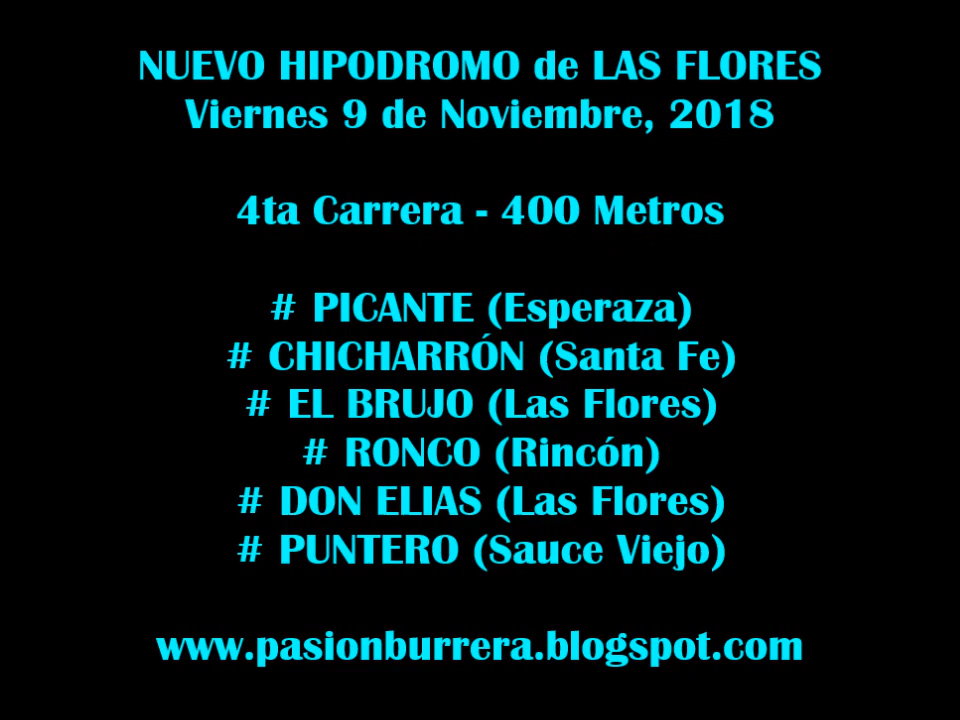 NUEVO HIPODROMO de LAS FLORES
Viernes 9 de Noviembre, 2018
4ta Carrera - 400 Metros
# PICANTE (Esperaza)
# CHICHARRÓN (Santa Fe)
# EL BRUJO (Las Flores)
# RONCO (Rincón)
# DON ELIAS (Las Flores)
# PUNTERO (Sauce Viejo)
www.pasionburrera.blogspot.com